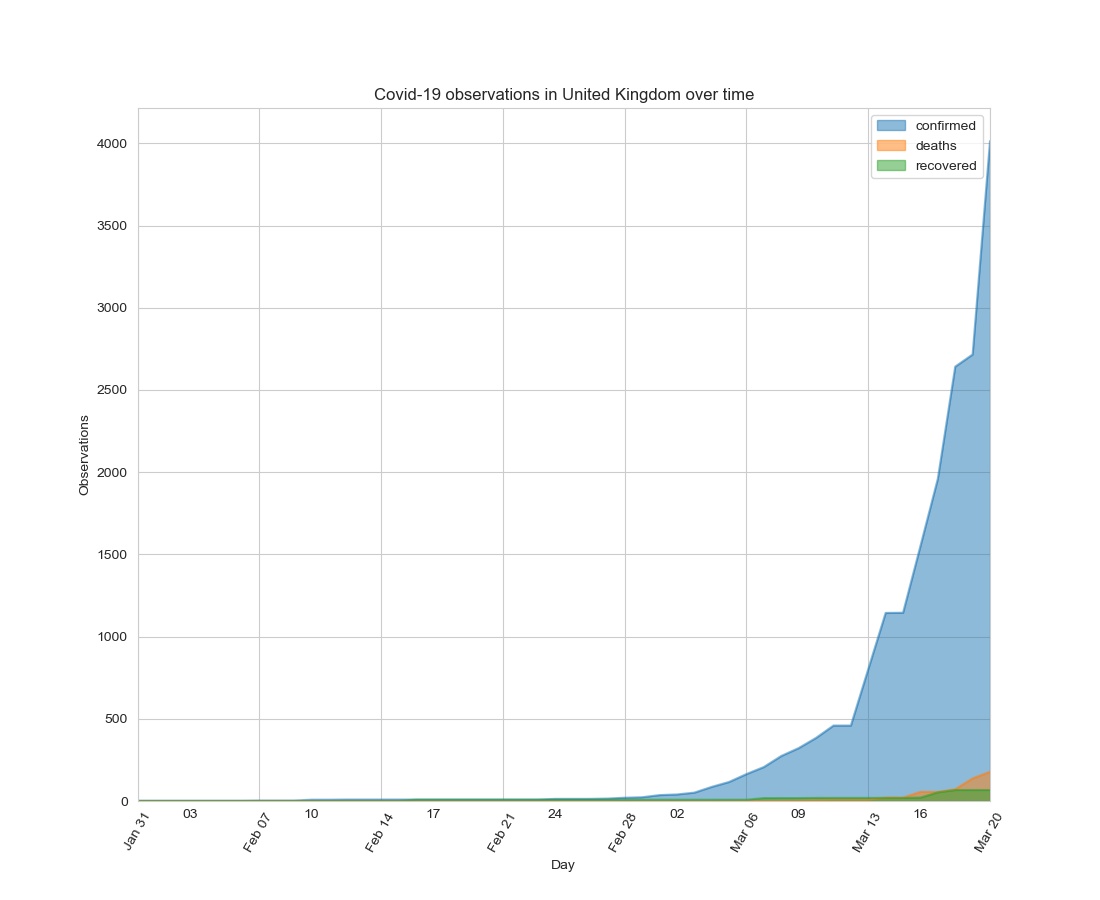 Covid-19 observations in United Kingdom over time
confirmed
deaths
recovered
4000
3500
3000
2500
2000
1500
1000
500
0
Observations
03
10
17
24
02
09
16
Jan 31
Feb 07
Feb 14
Feb 21
Feb 28
Mar 06
Mar 13
Mar 20
Day